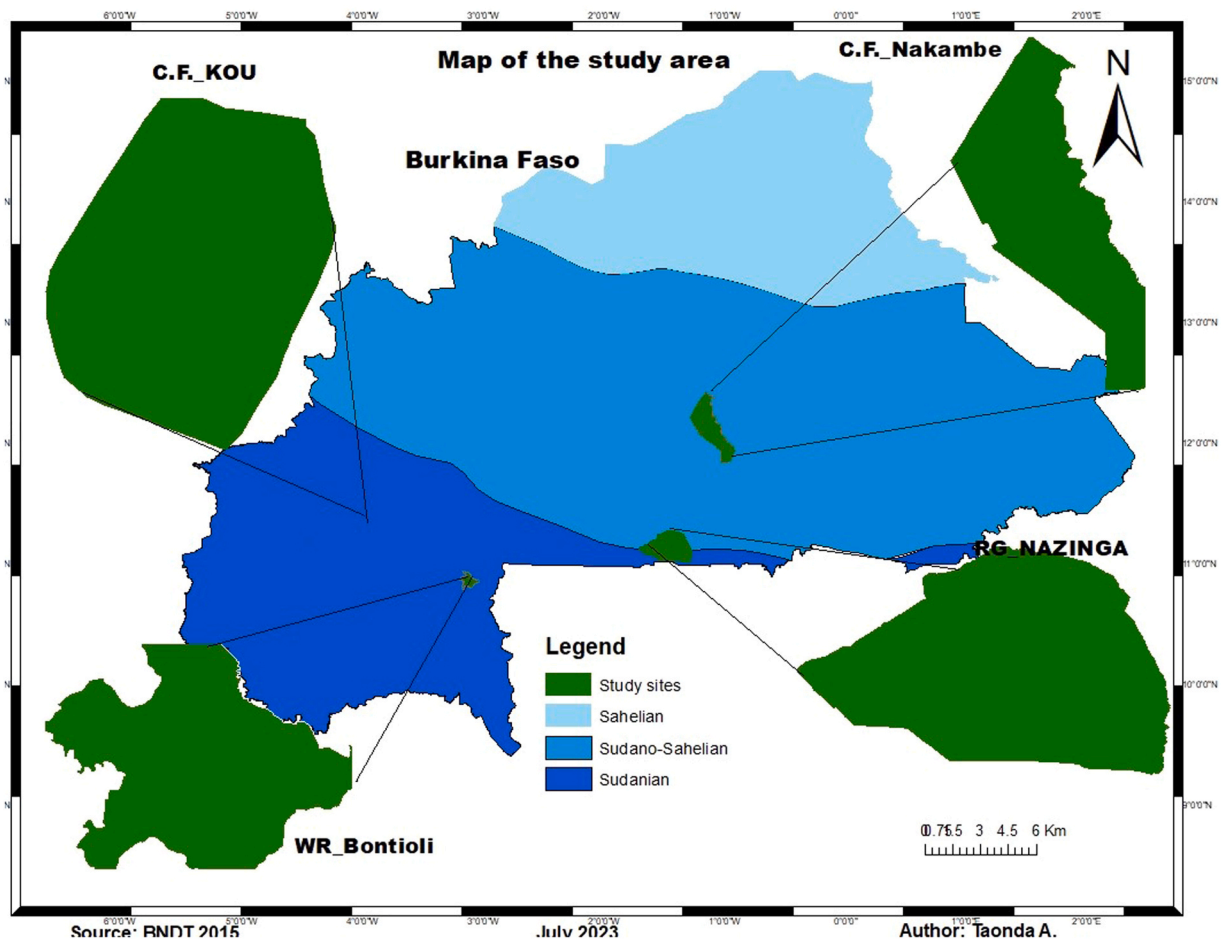 6°0'0"W 5°0'0"W 4°0'0"W 3°0'0"W 2°0'0"W 1°0'0"W 0°0'0" 1°0'0"E 2°0'0"E
Map of the study area
C.F._Nakambe
C.F._KOU
N
Burkina Faso
15°0'0"N
14°0'0"N
13°0'0"N
12°0'0"N
11°0'0"N
10°0'0"N
9°0'0"N
RG_NAZINGA
Legend
Study sites
Sahelian
Sudano-Sahelian
Sudanian
WR_Bontioli
0 0.75 1.5 3 4.5 6 Km
6°0'0"W 5°0'0"W 4°0'0"W 3°0'0"W 2°0'0"W 1°0'0"W 0°0'0" 1°0'0"E 2°0'0"E
Source: BNDT 2015 July 2023 Author: Taonda A.